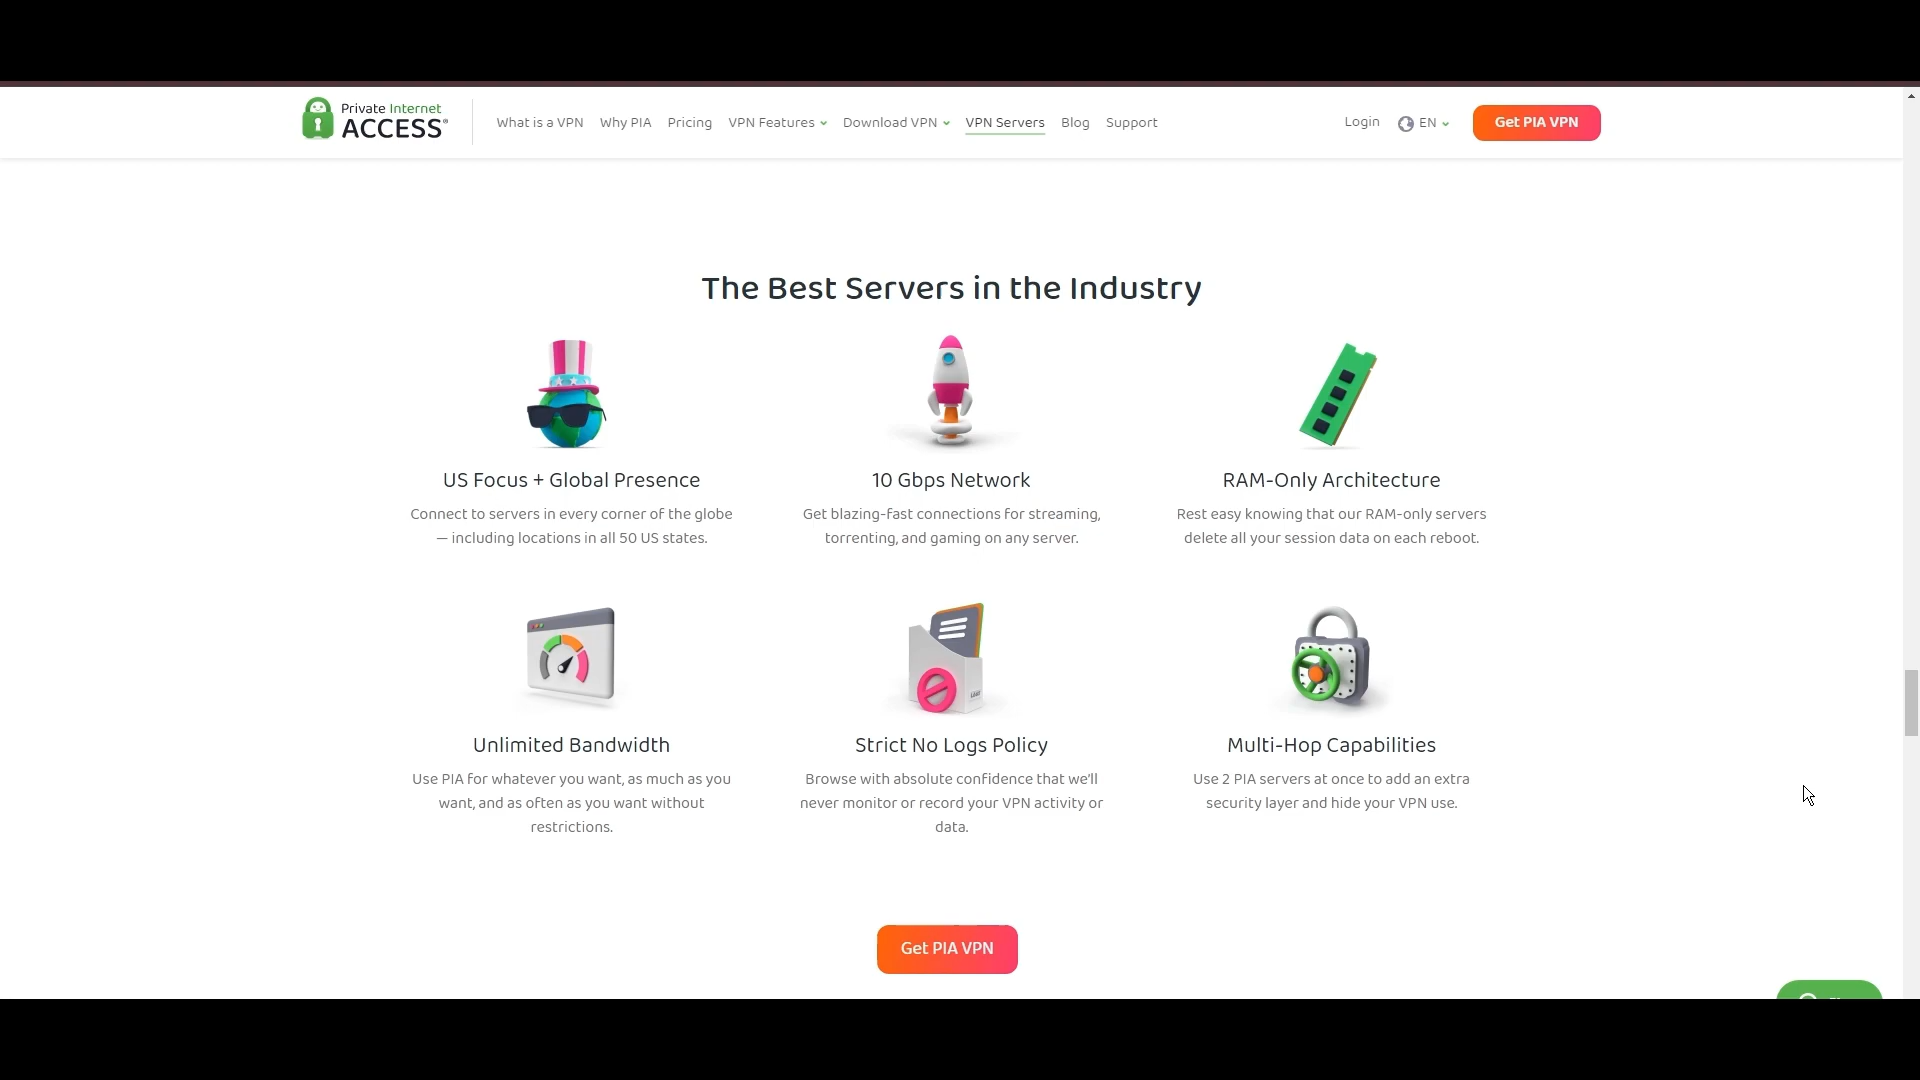 Private Internet
ACCESS®
What is a VPN Why PIA Pricing VPN Features Download VPN VPN Servers Blog Support Login EN Get PIA VPN
The Best Servers in the Industry
US Focus + Global Presence
Connect to servers in every corner of the globe
— including locations in all 50 US states.
10 Gbps Network
Get blazing-fast connections for streaming,
torrenting, and gaming on any server.
RAM-Only Architecture
Rest easy knowing that our RAM-only servers
delete all your session data on each reboot.
Unlimited Bandwidth
Use PIA for whatever you want, as much as you
want, and as often as you want without
restrictions.
Strict No Logs Policy
Browse with absolute confidence that we'll
never monitor or record your VPN activity or
data.
Multi-Hop Capabilities
Use 2 PIA servers at once to add an extra
security layer and hide your VPN use.
Get PIA VPN